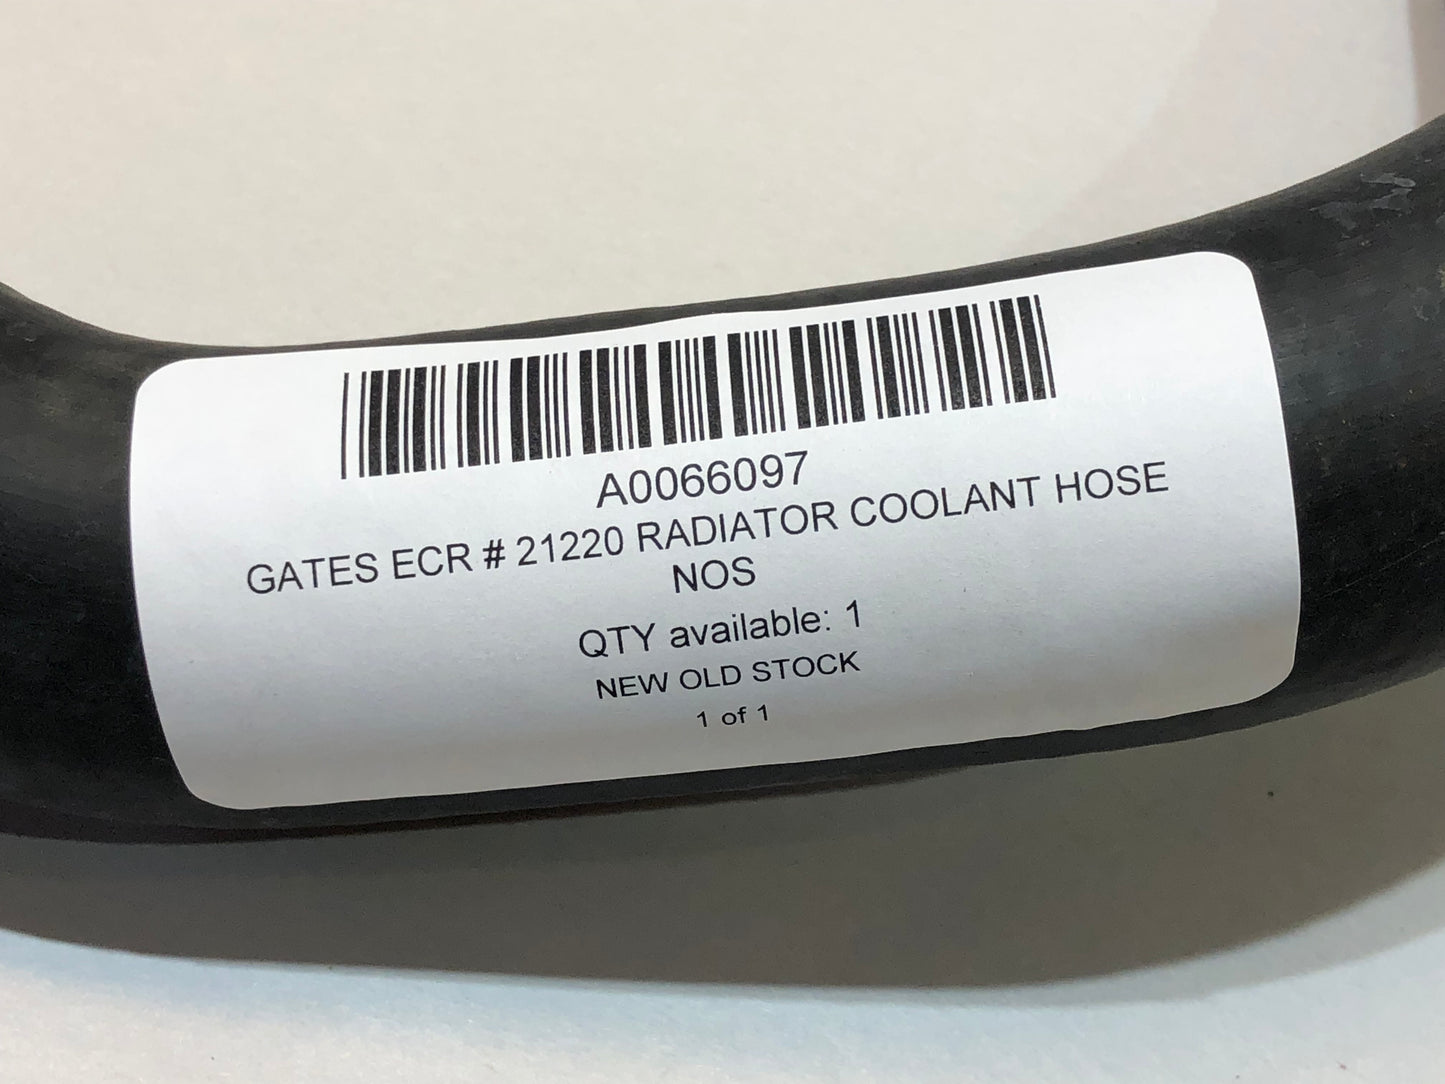 A0066097
GATES ECR # 21220 RADIATOR COOLANT HOSE
NOS
QTY available: 1
NEW OLD STOCK
1 of 1